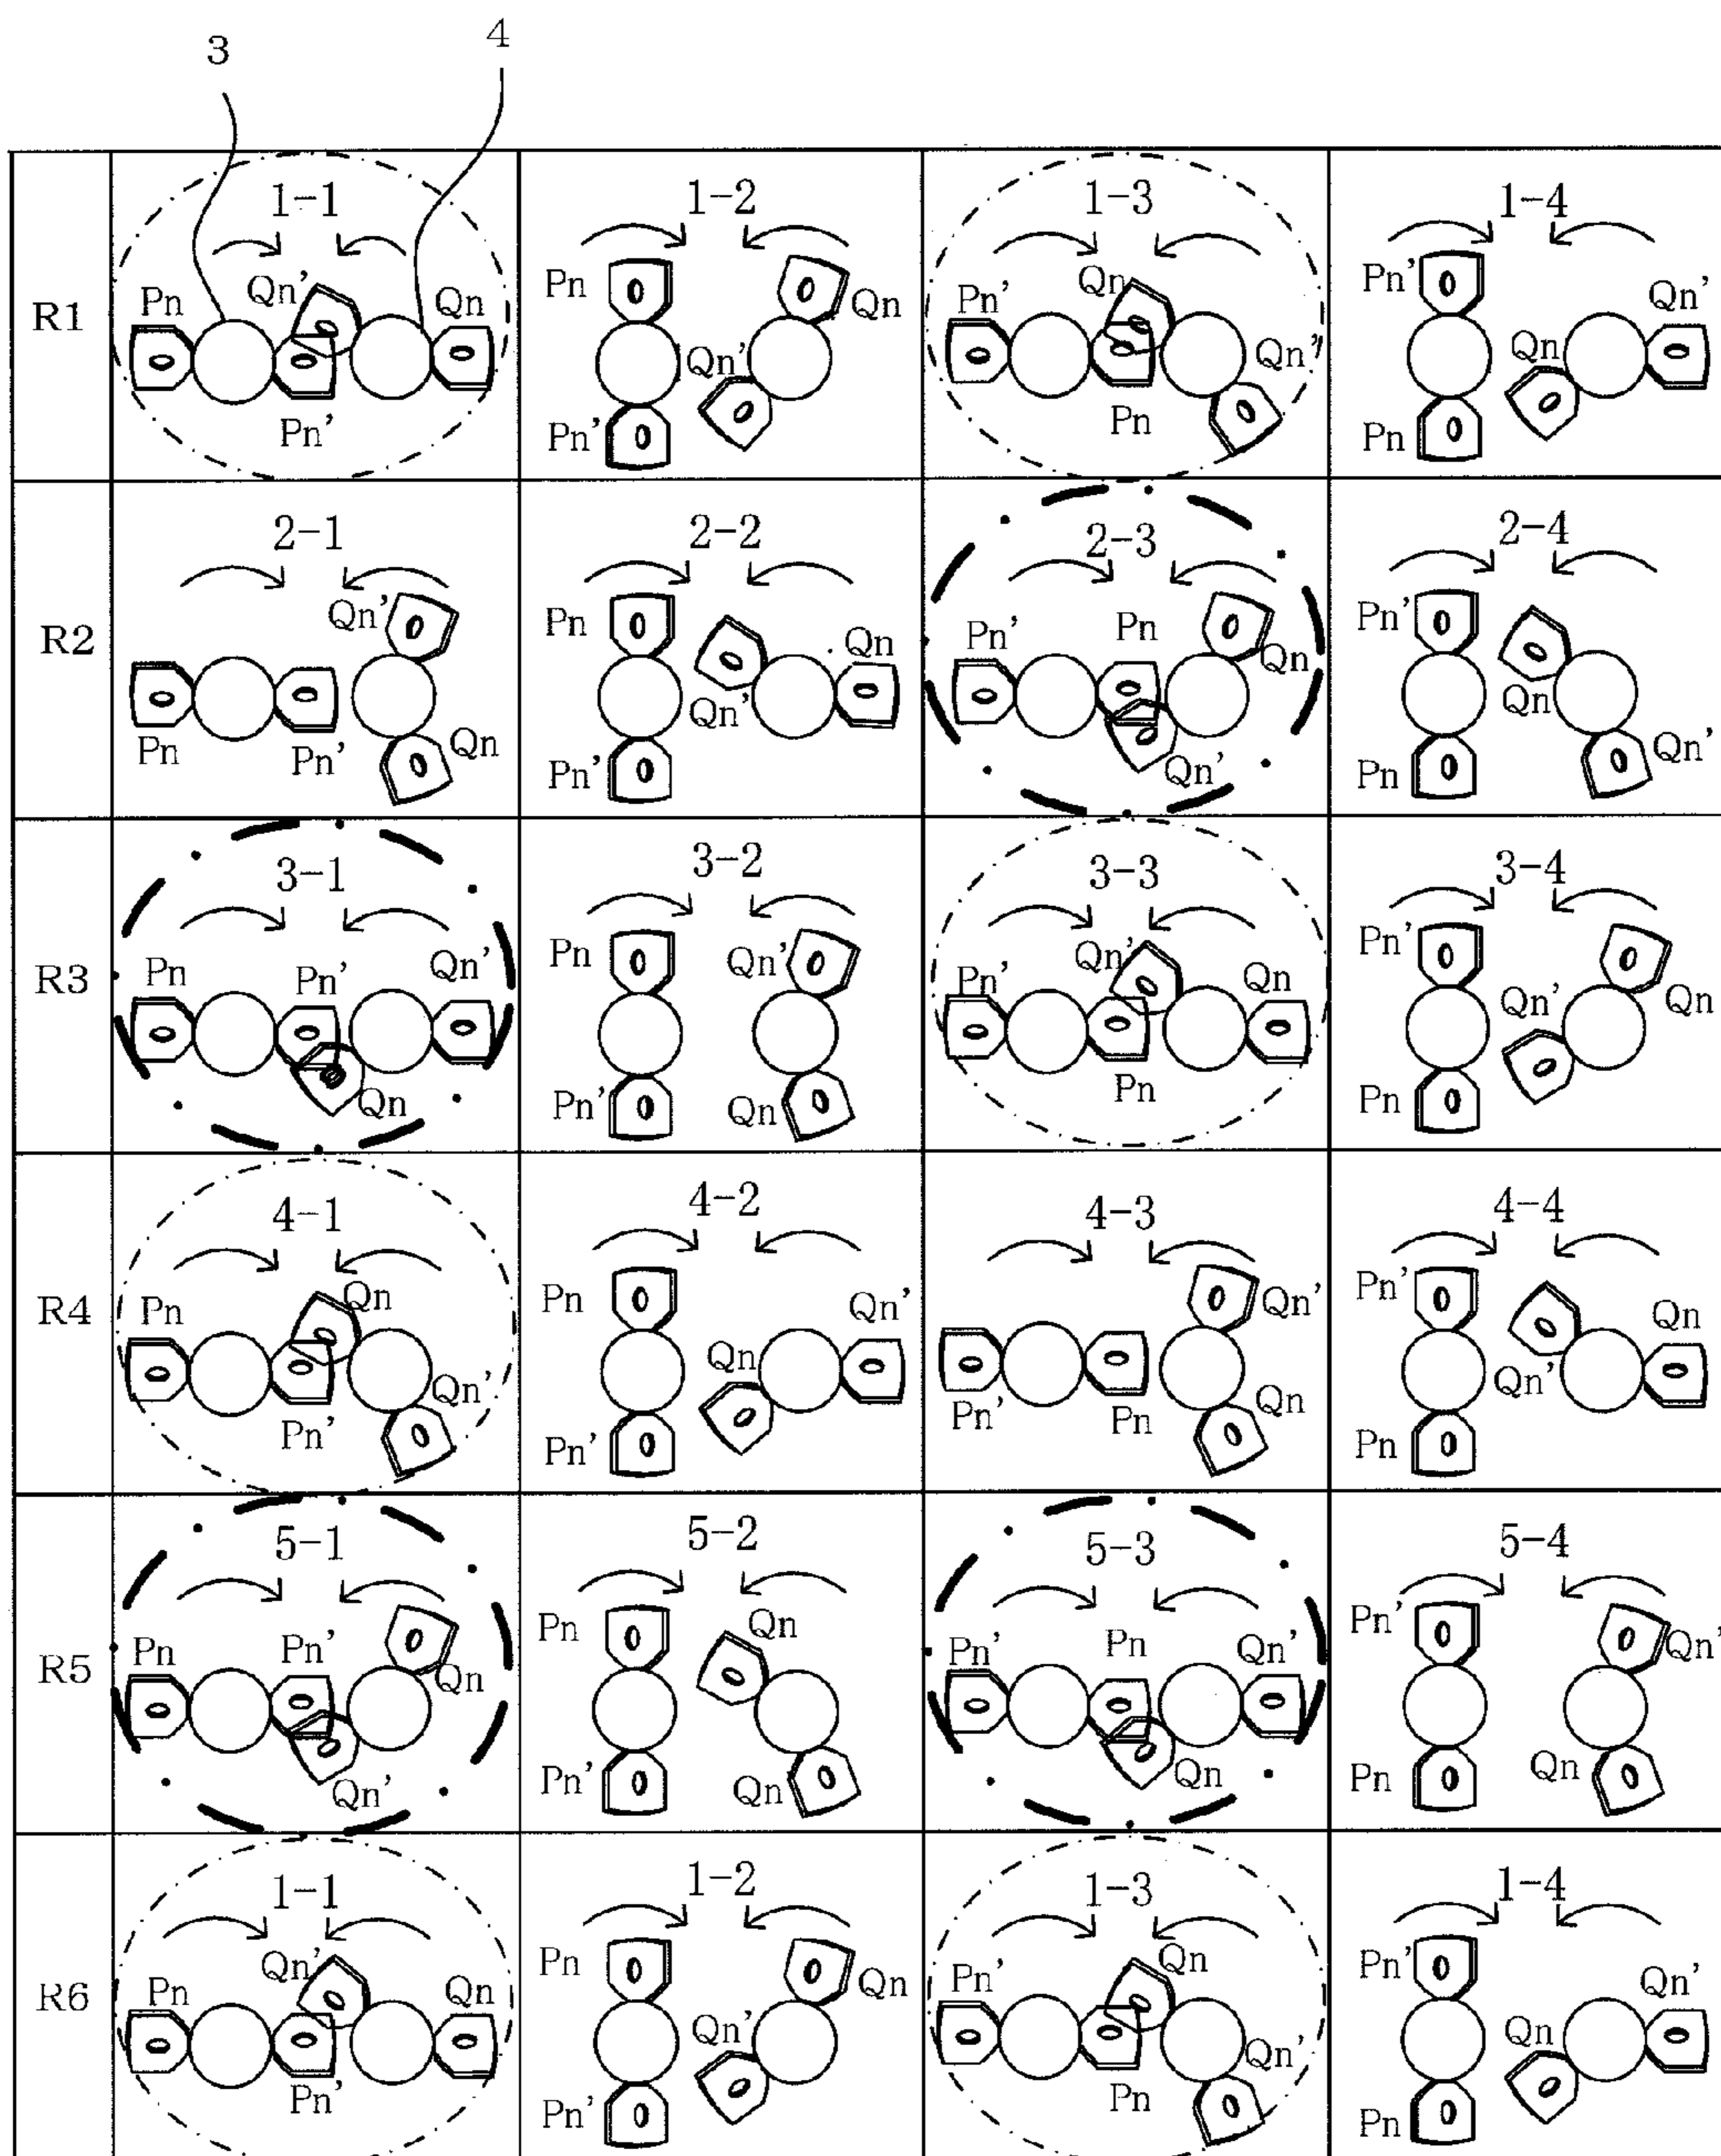 3 4
R1
1-1 Pn Qn' Qn Pn'
1-2 Pn Qn Qn' Pn'
1-3 Pn' Qn Qn' Pn
1-4 Pn' Qn' Qn Pn
R2
2-1 Qn' Pn Pn' Qn
2-2 Pn Qn Qn' Pn'
2-3 Pn' Pn Qn Qn'
2-4 Pn' Qn Qn' Pn
R3
3-1 Pn Pn' Qn' Qn
3-2 Pn Qn' Pn' Qn
3-3 Pn' Qn' Qn Pn
3-4 Pn' Qn' Qn Pn
R4
4-1 Pn Qn Qn' Pn'
4-2 Pn Qn' Qn Pn'
4-3 Qn' Pn' Pn Qn
4-4 Pn' Qn Qn' Pn
R5
5-1 Pn Pn' Qn Qn'
5-2 Pn Qn Pn' Qn
5-3 Pn' Pn Qn' Qn
5-4 Pn' Qn' Pn Qn
R6
1-1 Pn Qn' Qn Pn'
1-2 Pn Qn Qn' Pn'
1-3 Pn' Qn Qn' Pn
1-4 Pn' Qn' Qn Pn